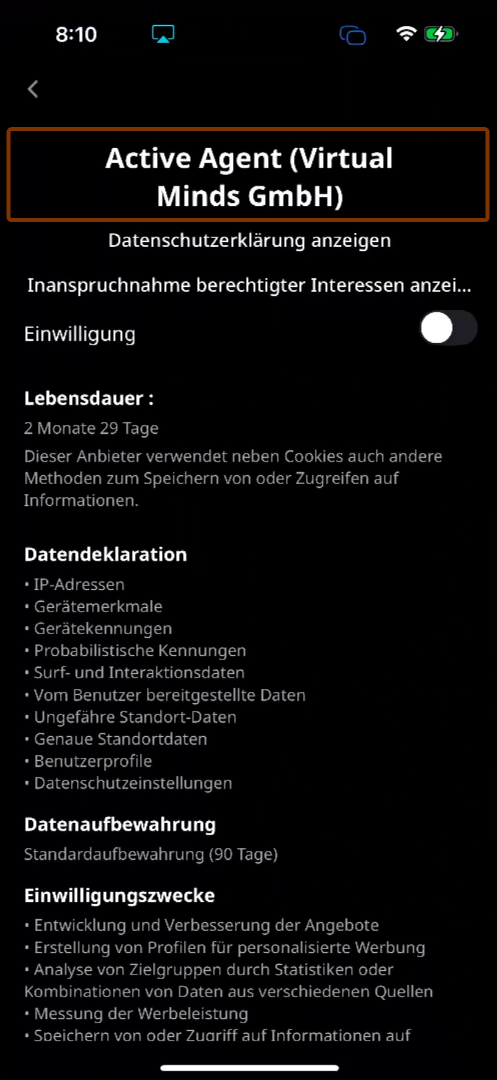 8:10
Active Agent (Virtual
Minds GmbH)
Datenschutzerklärung anzeigen
Inanspruchnahme berechtigter Interessen anzei...
Einwilligung
Lebensdauer :
2 Monate 29 Tage
Dieser Anbieter verwendet neben Cookies auch andere
Methoden zum Speichern von oder Zugreifen auf
Informationen.
Datendeklaration
• IP-Adressen
• Gerätemerkmale
• Gerätekennungen
• Probabilistische Kennungen
• Surf- und Interaktionsdaten
• Vom Benutzer bereitgestellte Daten
• Ungefähre Standort-Daten
• Genaue Standortdaten
• Benutzerprofile
• Datenschutzeinstellungen
Datenaufbewahrung
Standardaufbewahrung (90 Tage)
Einwilligungszwecke
• Entwicklung und Verbesserung der Angebote
• Erstellung von Profilen für personalisierte Werbung
• Analyse von Zielgruppen durch Statistiken oder
Kombinationen von Daten aus verschiedenen Quellen
• Messung der Werbeleistung
• Speichern von oder Zugriff auf Informationen auf